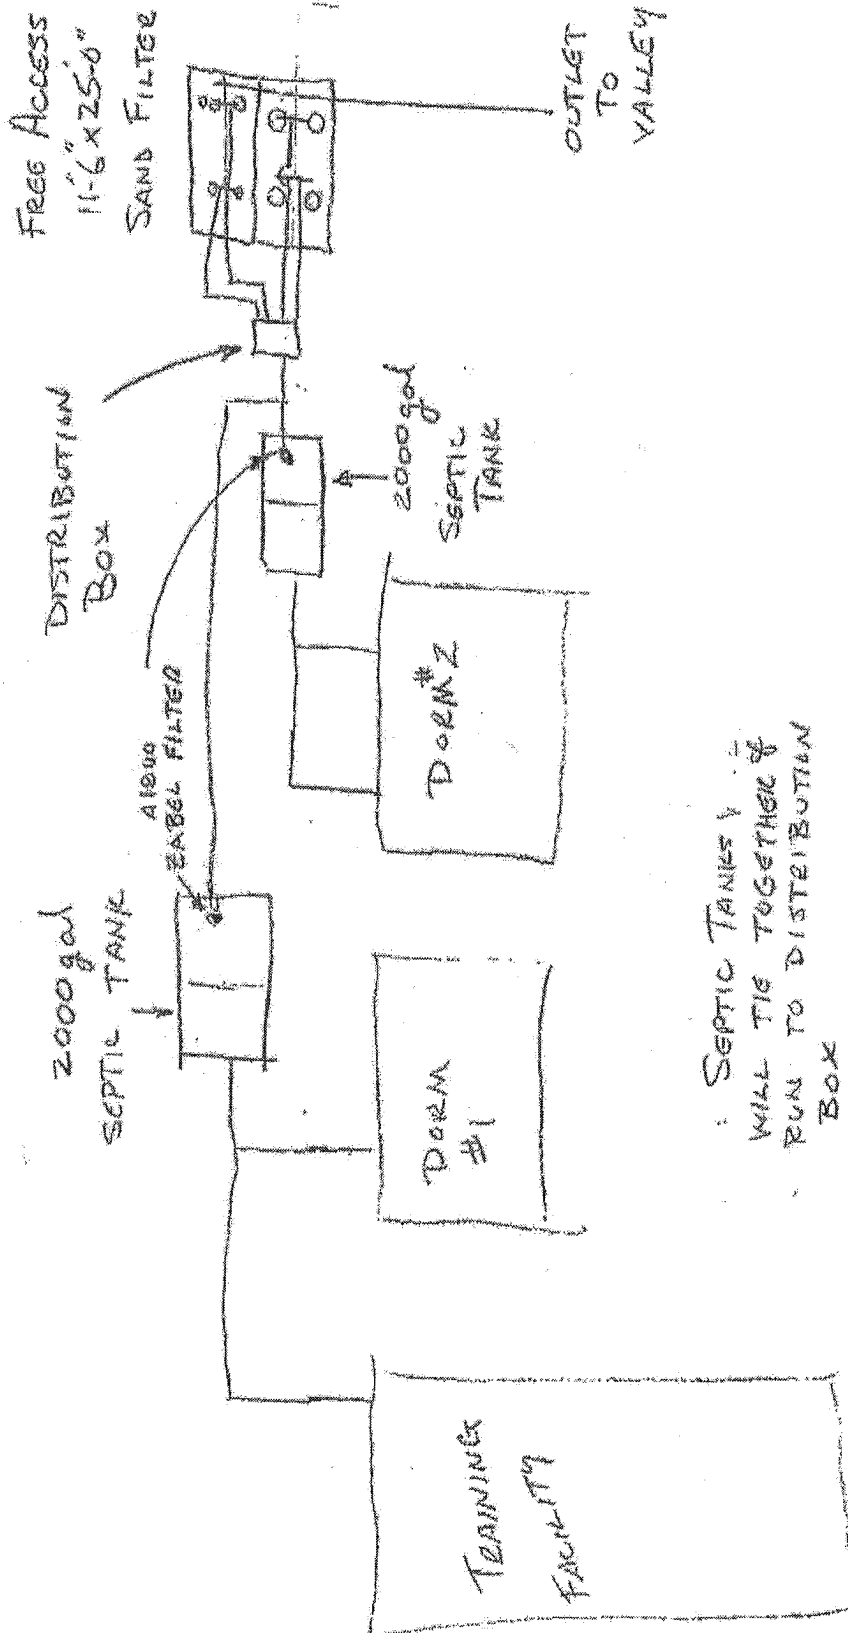 FREE ACCESS
11'-6" x 25'-0"
SAND FILTER
DISTRIBUTION
BOX
A1800
ZABEL FILTER
2000 gal
SEPTIC TANK
2000 gal
SEPTIC
TANK
OUTLET
TO
VALLEY
DORM #2
DORM
#1
TRAINING
FACILITY
SEPTIC TANKS
WILL TIE TOGETHER &
RUN TO DISTRIBUTION
BOX